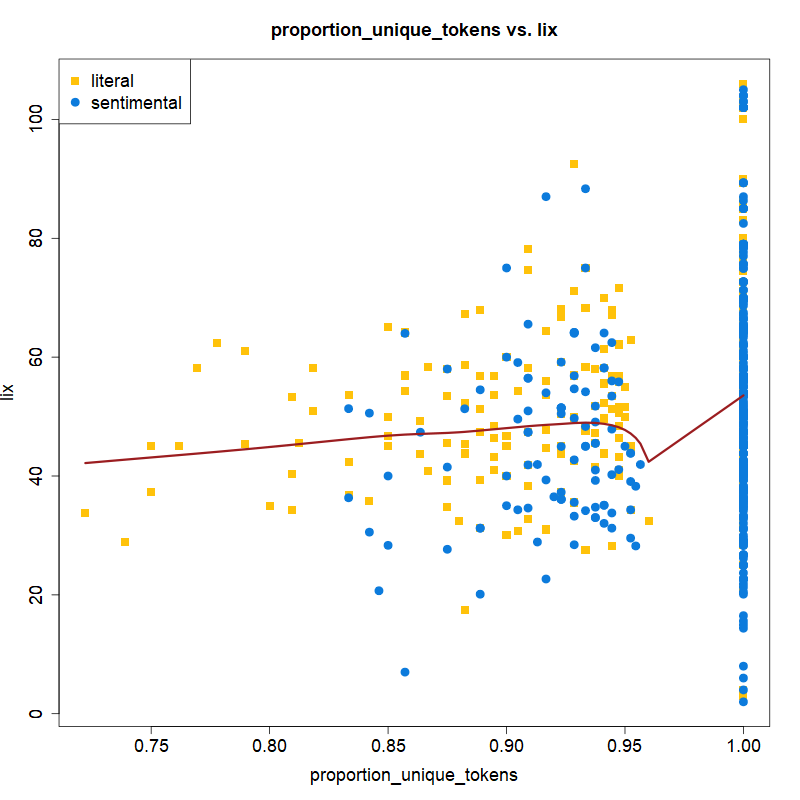 proportion_unique_tokens vs. lix
literal
sentimental
lix
0
20
40
60
80
100
0.75
0.80
0.85
0.90
0.95
1.00
proportion_unique_tokens